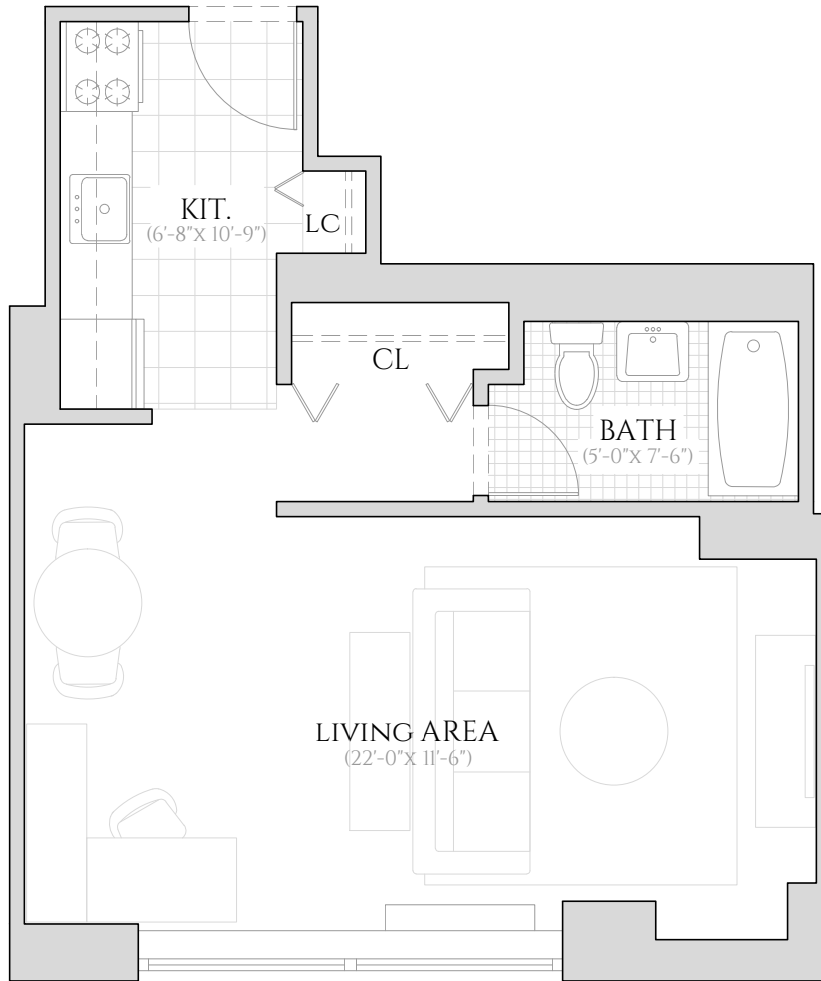 KIT.
(6'-8"X 10'-9")
LC
CL
BATH
(5'-0"X 7'-6")
LIVING AREA
(22'-0"X 11'-6")